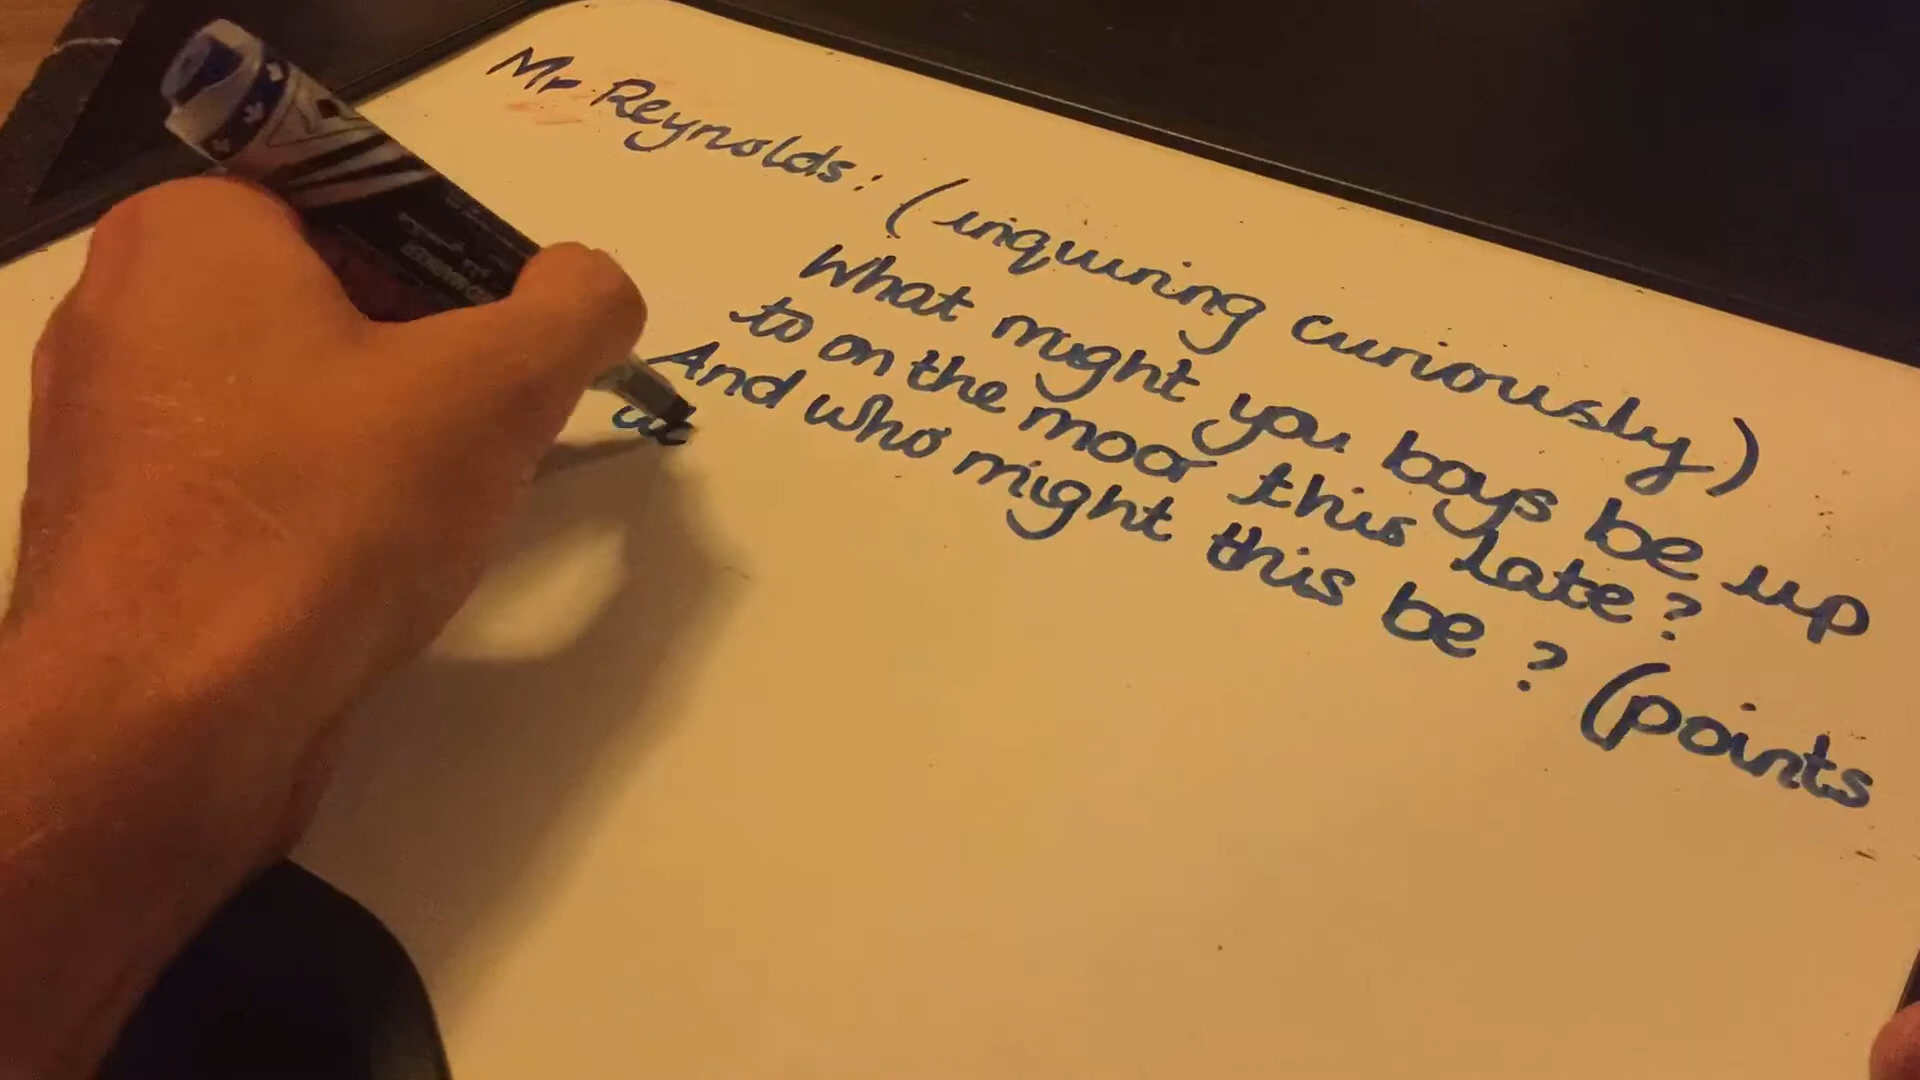 Mr Reynolds: (inquiring curiously)
What might you boys be up
to on the moor this late?
And who might this be? (points
at